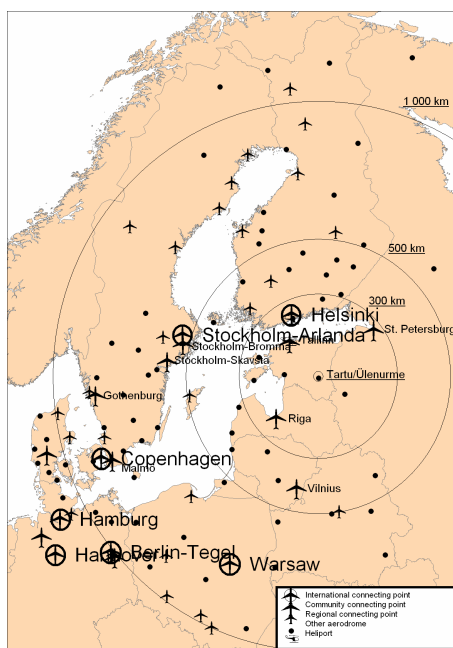 1 000 km
500 km
300 km
Helsinki
St. Petersburg
Stockholm-Arlanda
Tallinn
Stockholm-Bromma
Stockholm-Skavsta
Tartu/Ülenurme
Gothenburg
Riga
Copenhagen
Malmö
Vilnius
Hamburg
Hannover
Berlin-Tegel
Warsaw
International connecting point
Community connecting point
Regional connecting point
Other aerodrome
Heliport